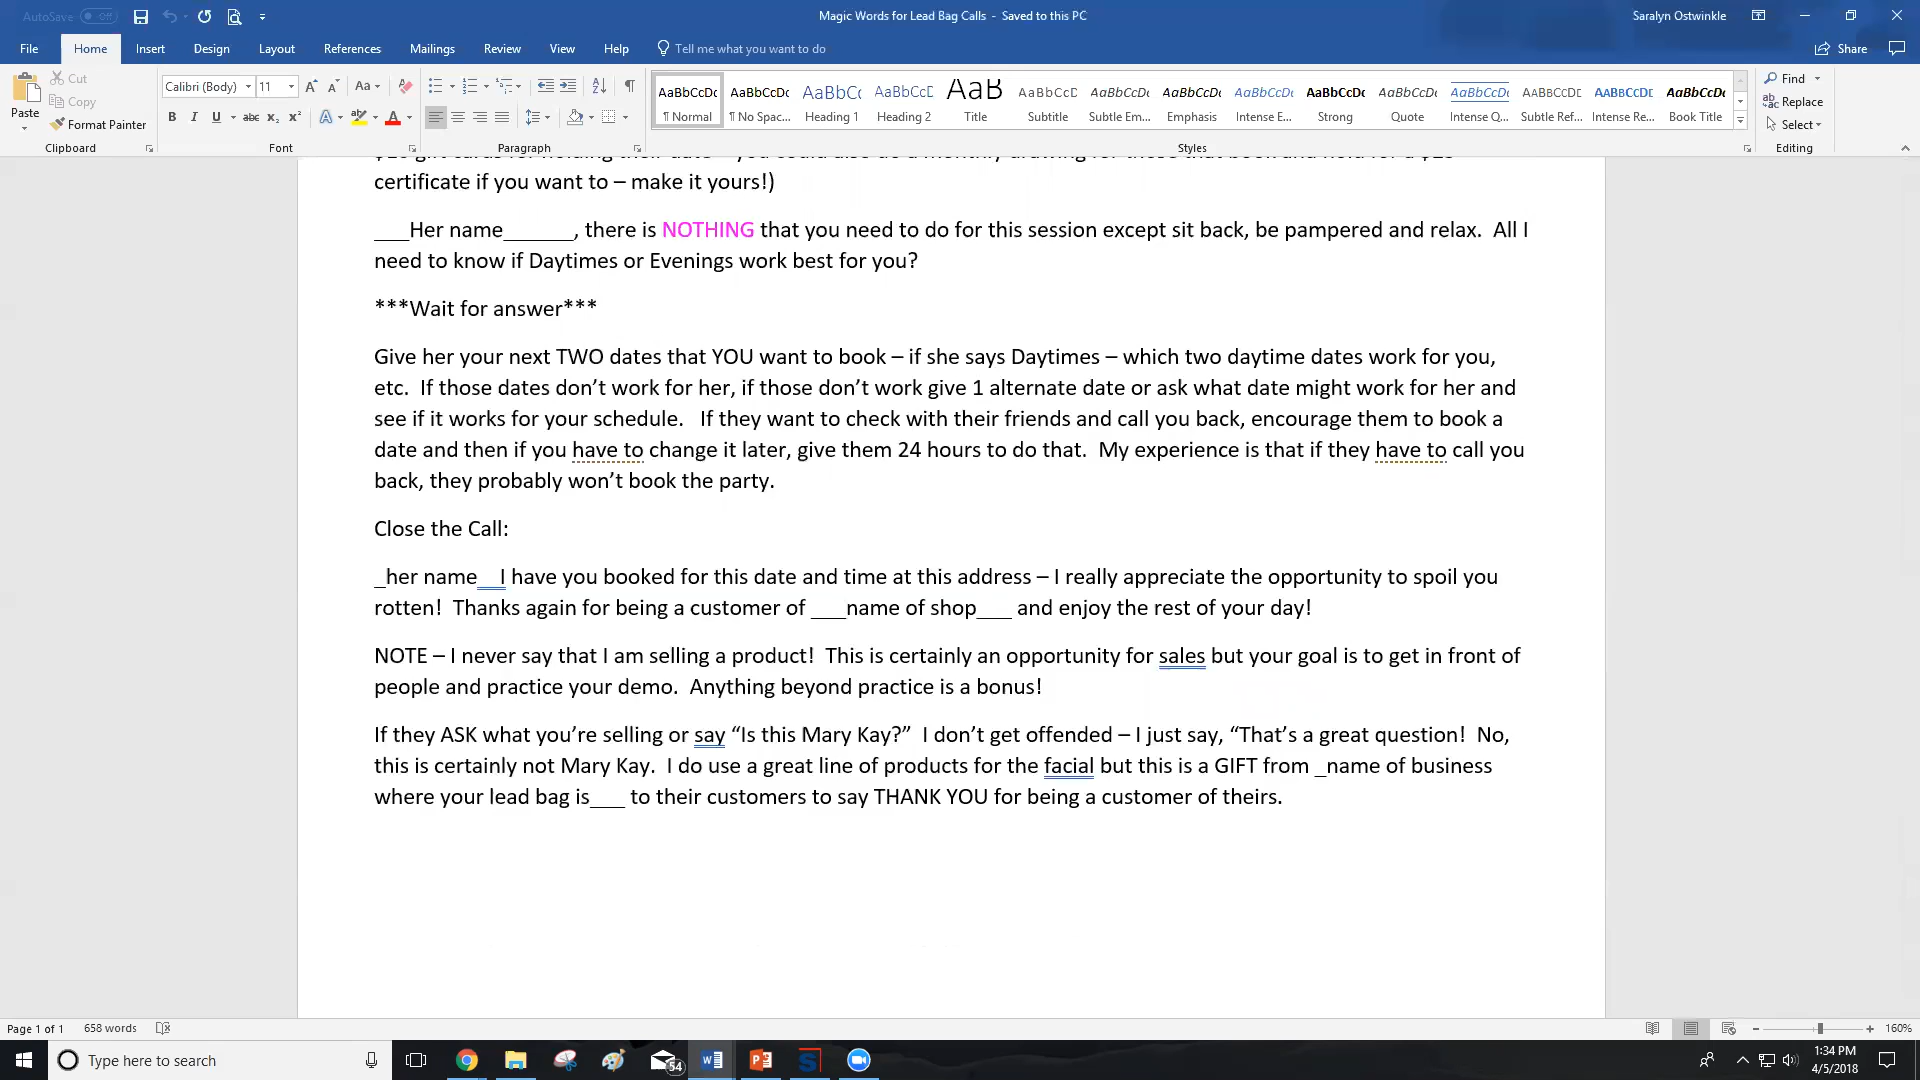 AutoSave Off
Magic Words for Lead Bag Calls - Saved to this PC
Saralyn Ostwinkle
File Home Insert Design Layout References Mailings Review View Help Tell me what you want to do
Share
Paste
Cut
Copy
Format Painter
Clipboard
Calibri (Body) 11
Font
Paragraph
AaBbCcDc AaBbCcDc AaBbCc AaBbCcD AaB AaBbCcD AaBbCcDc AaBbCcDc AaBbCcDc AaBbCcDc AaBbCcDc AaBbCcDc AABBCCDD AABBCCDD AaBbCcDc
¶ Normal ¶ No Spac... Heading 1 Heading 2 Title Subtitle Subtle Em... Emphasis Intense E... Strong Quote Intense Q... Subtle Ref... Intense Re... Book Title
Styles
Find
Replace
Select
Editing
certificate if you want to – make it yours!)
___Her name______, there is NOTHING that you need to do for this session except sit back, be pampered and relax.  All I
need to know if Daytimes or Evenings work best for you?
***Wait for answer***
Give her your next TWO dates that YOU want to book – if she says Daytimes – which two daytime dates work for you,
etc.  If those dates don’t work for her, if those don’t work give 1 alternate date or ask what date might work for her and
see if it works for your schedule.   If they want to check with their friends and call you back, encourage them to book a
date and then if you have to change it later, give them 24 hours to do that.  My experience is that if they have to call you
back, they probably won’t book the party.
Close the Call:
_her name__I have you booked for this date and time at this address – I really appreciate the opportunity to spoil you
rotten!  Thanks again for being a customer of ___name of shop___ and enjoy the rest of your day!
NOTE – I never say that I am selling a product!  This is certainly an opportunity for sales but your goal is to get in front of
people and practice your demo.  Anything beyond practice is a bonus!
If they ASK what you’re selling or say “Is this Mary Kay?”  I don’t get offended – I just say, “That’s a great question!  No,
this is certainly not Mary Kay.  I do use a great line of products for the facial but this is a GIFT from _name of business
where your lead bag is___ to their customers to say THANK YOU for being a customer of theirs.
Page 1 of 1 658 words
160%
Type here to search
54
1:34 PM
4/5/2018